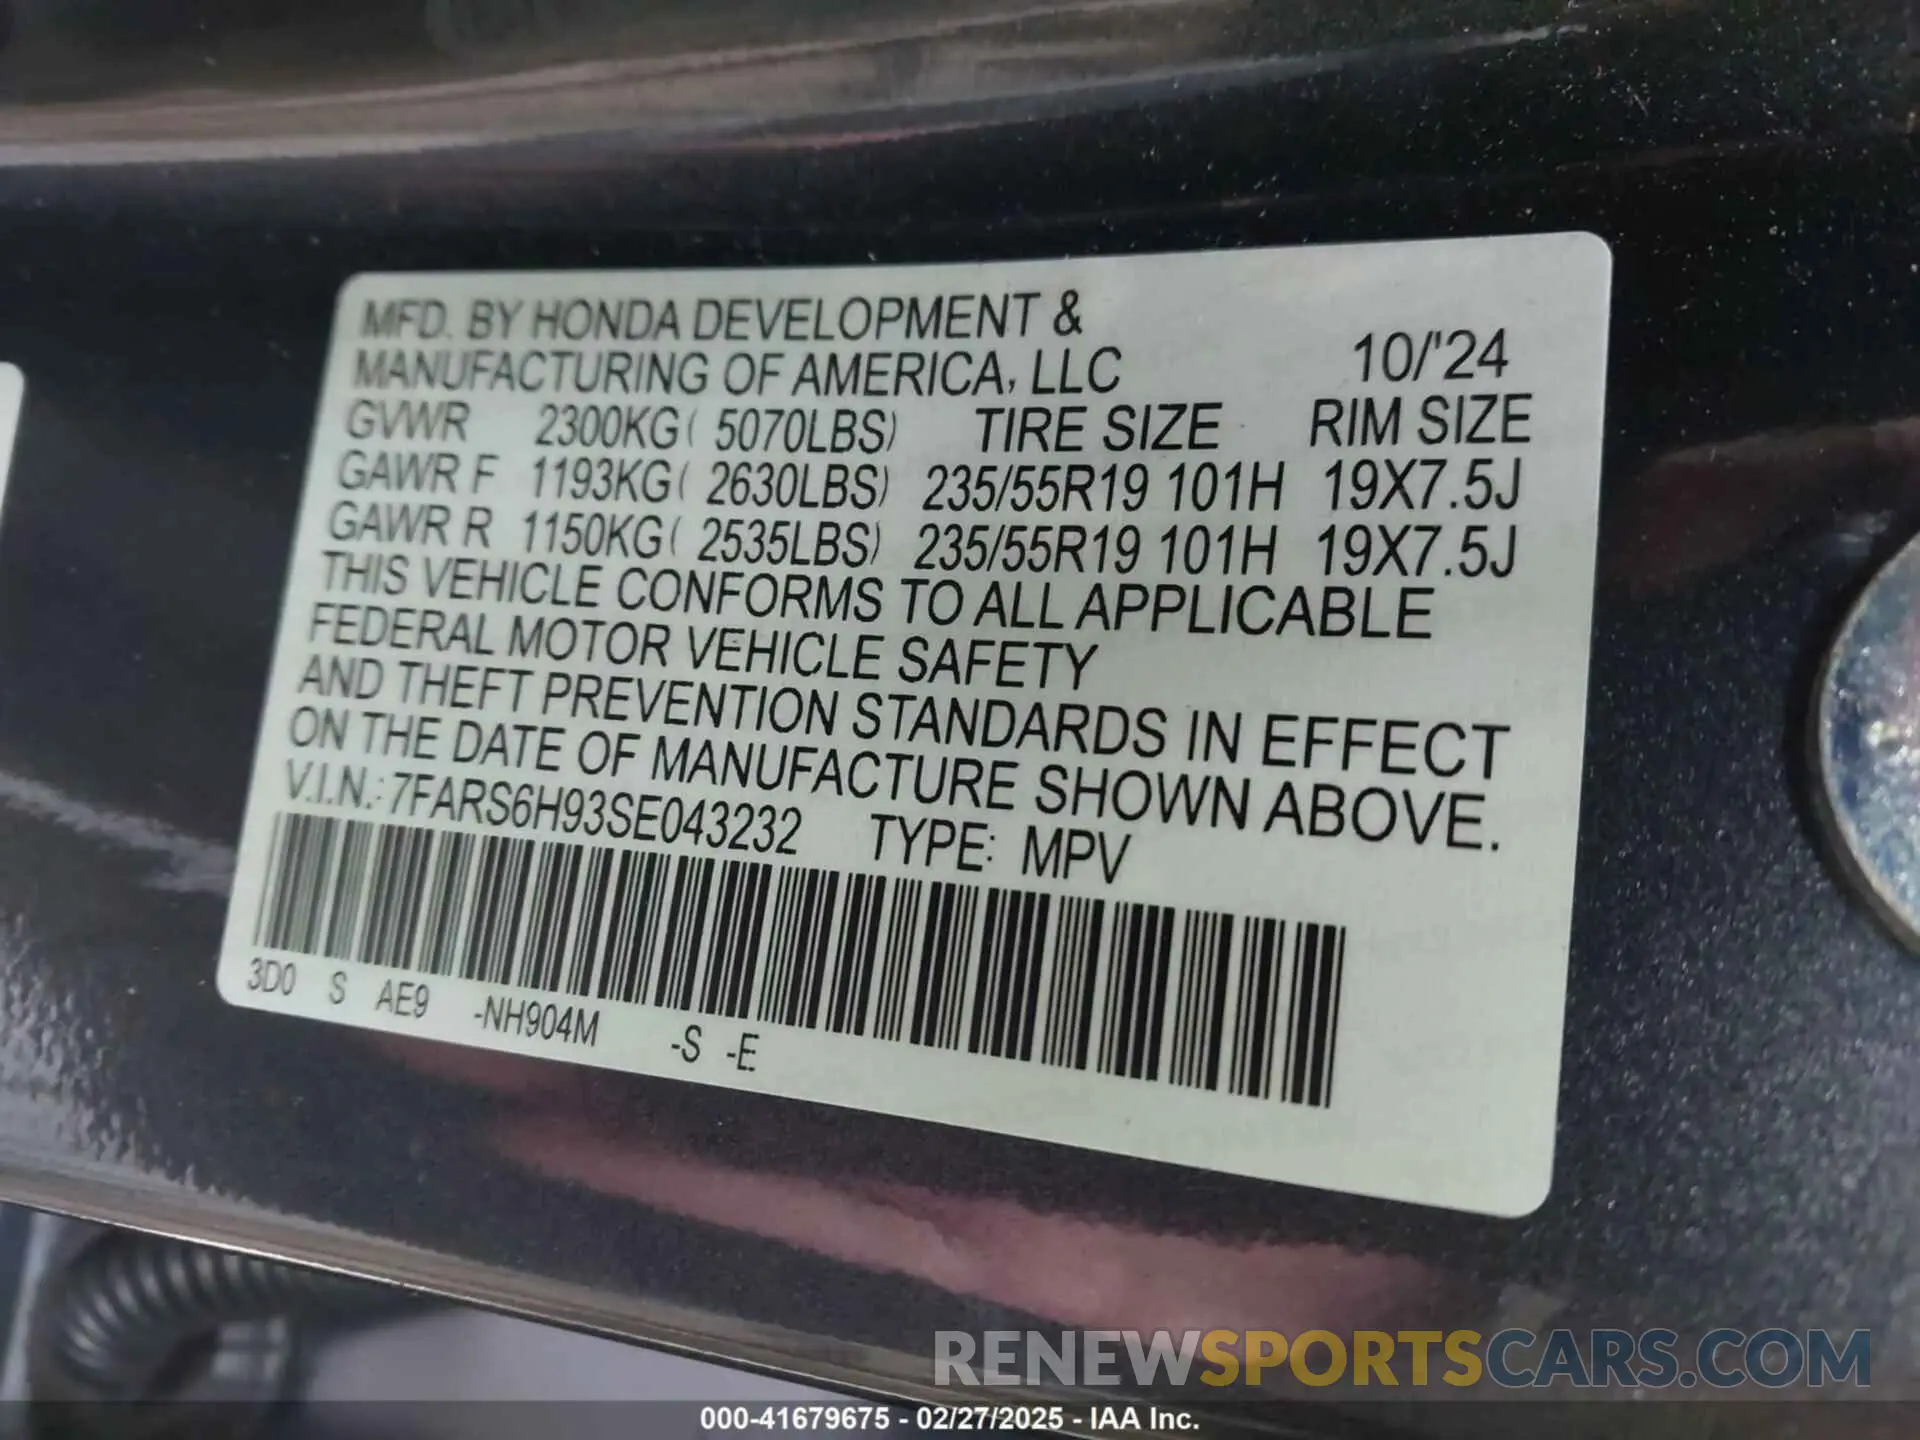 MFD. BY HONDA DEVELOPMENT &
MANUFACTURING OF AMERICA, LLC 10/'24
GVWR 2300KG( 5070LBS) TIRE SIZE RIM SIZE
GAWR F 1193KG( 2630LBS) 235/55R19 101H 19X7.5J
GAWR R 1150KG( 2535LBS) 235/55R19 101H 19X7.5J
THIS VEHICLE CONFORMS TO ALL APPLICABLE
FEDERAL MOTOR VEHICLE SAFETY
AND THEFT PREVENTION STANDARDS IN EFFECT
ON THE DATE OF MANUFACTURE SHOWN ABOVE.
V.I.N.: 7FARS6H93SE043232 TYPE: MPV
3D0 S AE9 -NH904M -S -E
RENEWSPORTSCARS.COM
000-41679675 - 02/27/2025 - IAA Inc.